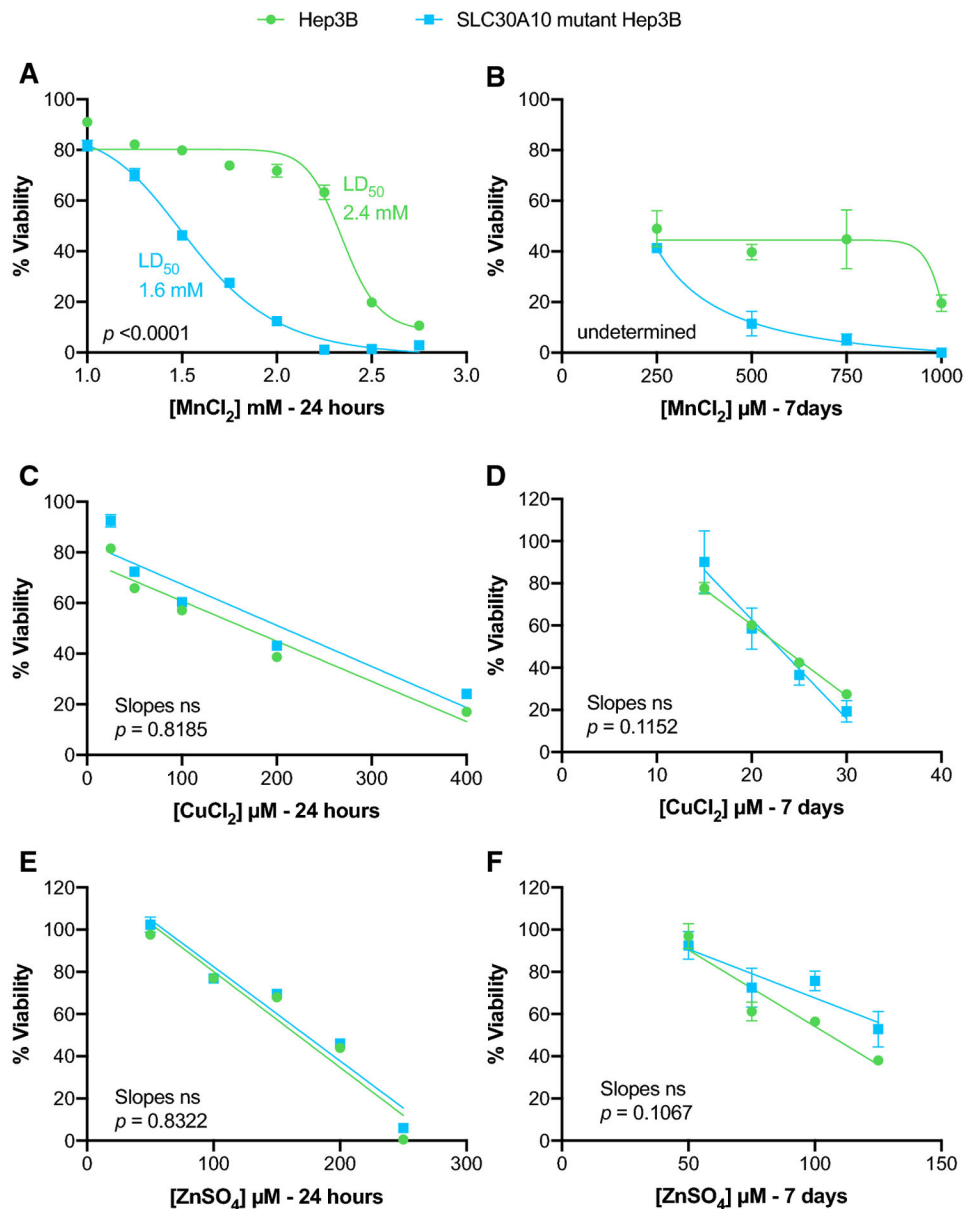 Hep3B
SLC30A10 mutant Hep3B
A
100
80
60
40
20
0
% Viability
LD50
2.4 mM
LD50
1.6 mM
p <0.0001
1.0
1.5
2.0
2.5
3.0
[MnCl2] mM - 24 hours
B
100
80
60
40
20
0
% Viability
undetermined
0
250
500
750
1000
[MnCl2] µM - 7days
C
100
80
60
40
20
0
% Viability
Slopes ns
p = 0.8185
0
100
200
300
400
[CuCl2] µM - 24 hours
D
120
100
80
60
40
20
0
% Viability
Slopes ns
p = 0.1152
0
10
20
30
40
[CuCl2] µM - 7 days
E
120
100
80
60
40
20
0
% Viability
Slopes ns
p = 0.8322
0
100
200
300
[ZnSO4] µM - 24 hours
F
120
100
80
60
40
20
0
% Viability
Slopes ns
p = 0.1067
0
50
100
150
[ZnSO4] µM - 7 days